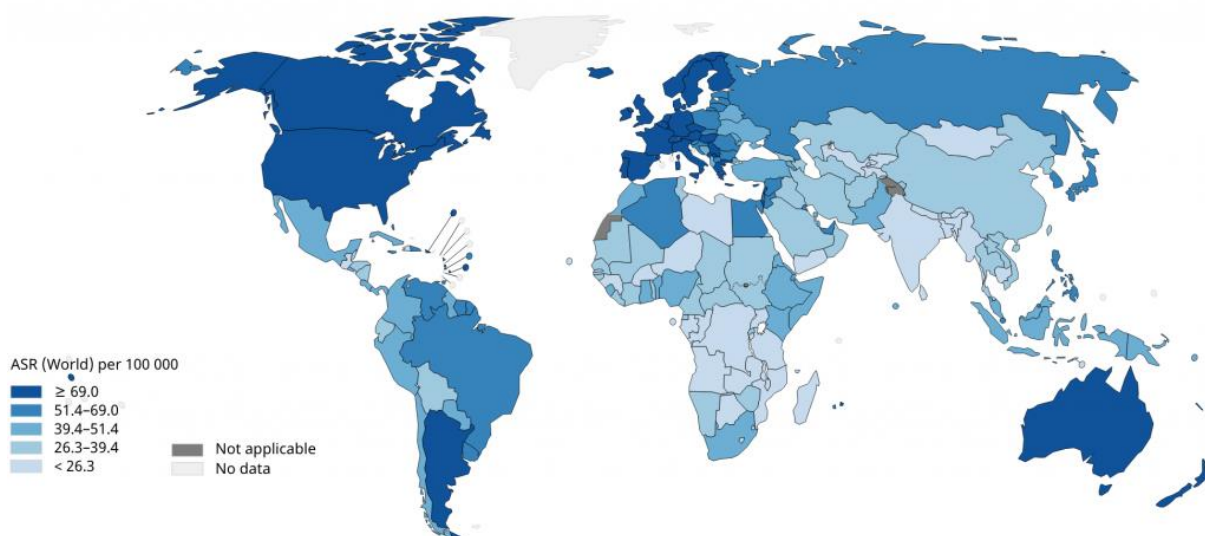 ASR (World) per 100 000
≥ 69.0
51.4–69.0
39.4–51.4
26.3–39.4
< 26.3
Not applicable
No data